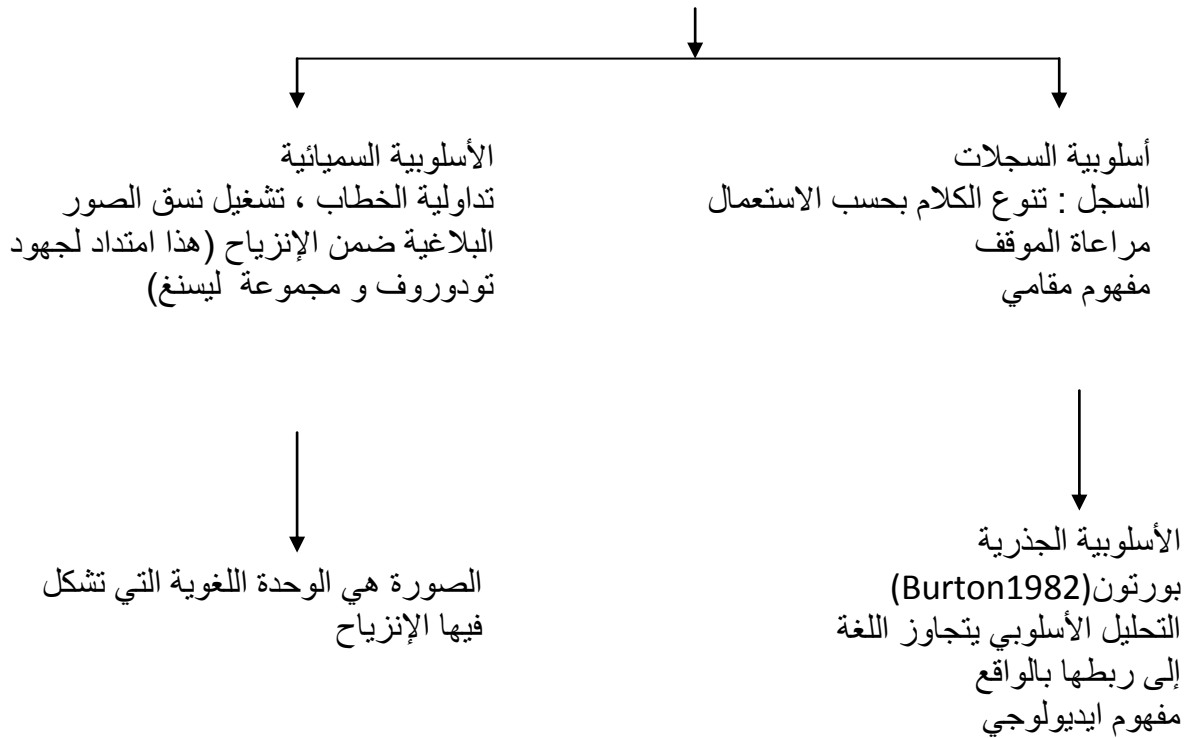 أسلوبية السجلات
السجل : تنوع الكلام بحسب الاستعمال
مراعاة الموقف
مفهوم مقامي
الأسلوبية السميائية
تداولية الخطاب ، تشغيل نسق الصور
البلاغية ضمن الإنزياح (هذا امتداد لجهود
تودوروف و مجموعة ليسنغ)
الأسلوبية الجذرية
بورتون(Burton1982)
التحليل الأسلوبي يتجاوز اللغة
إلى ربطها بالواقع
مفهوم ايديولوجي
الصورة هي الوحدة اللغوية التي تشكل
فيها الإنزياح